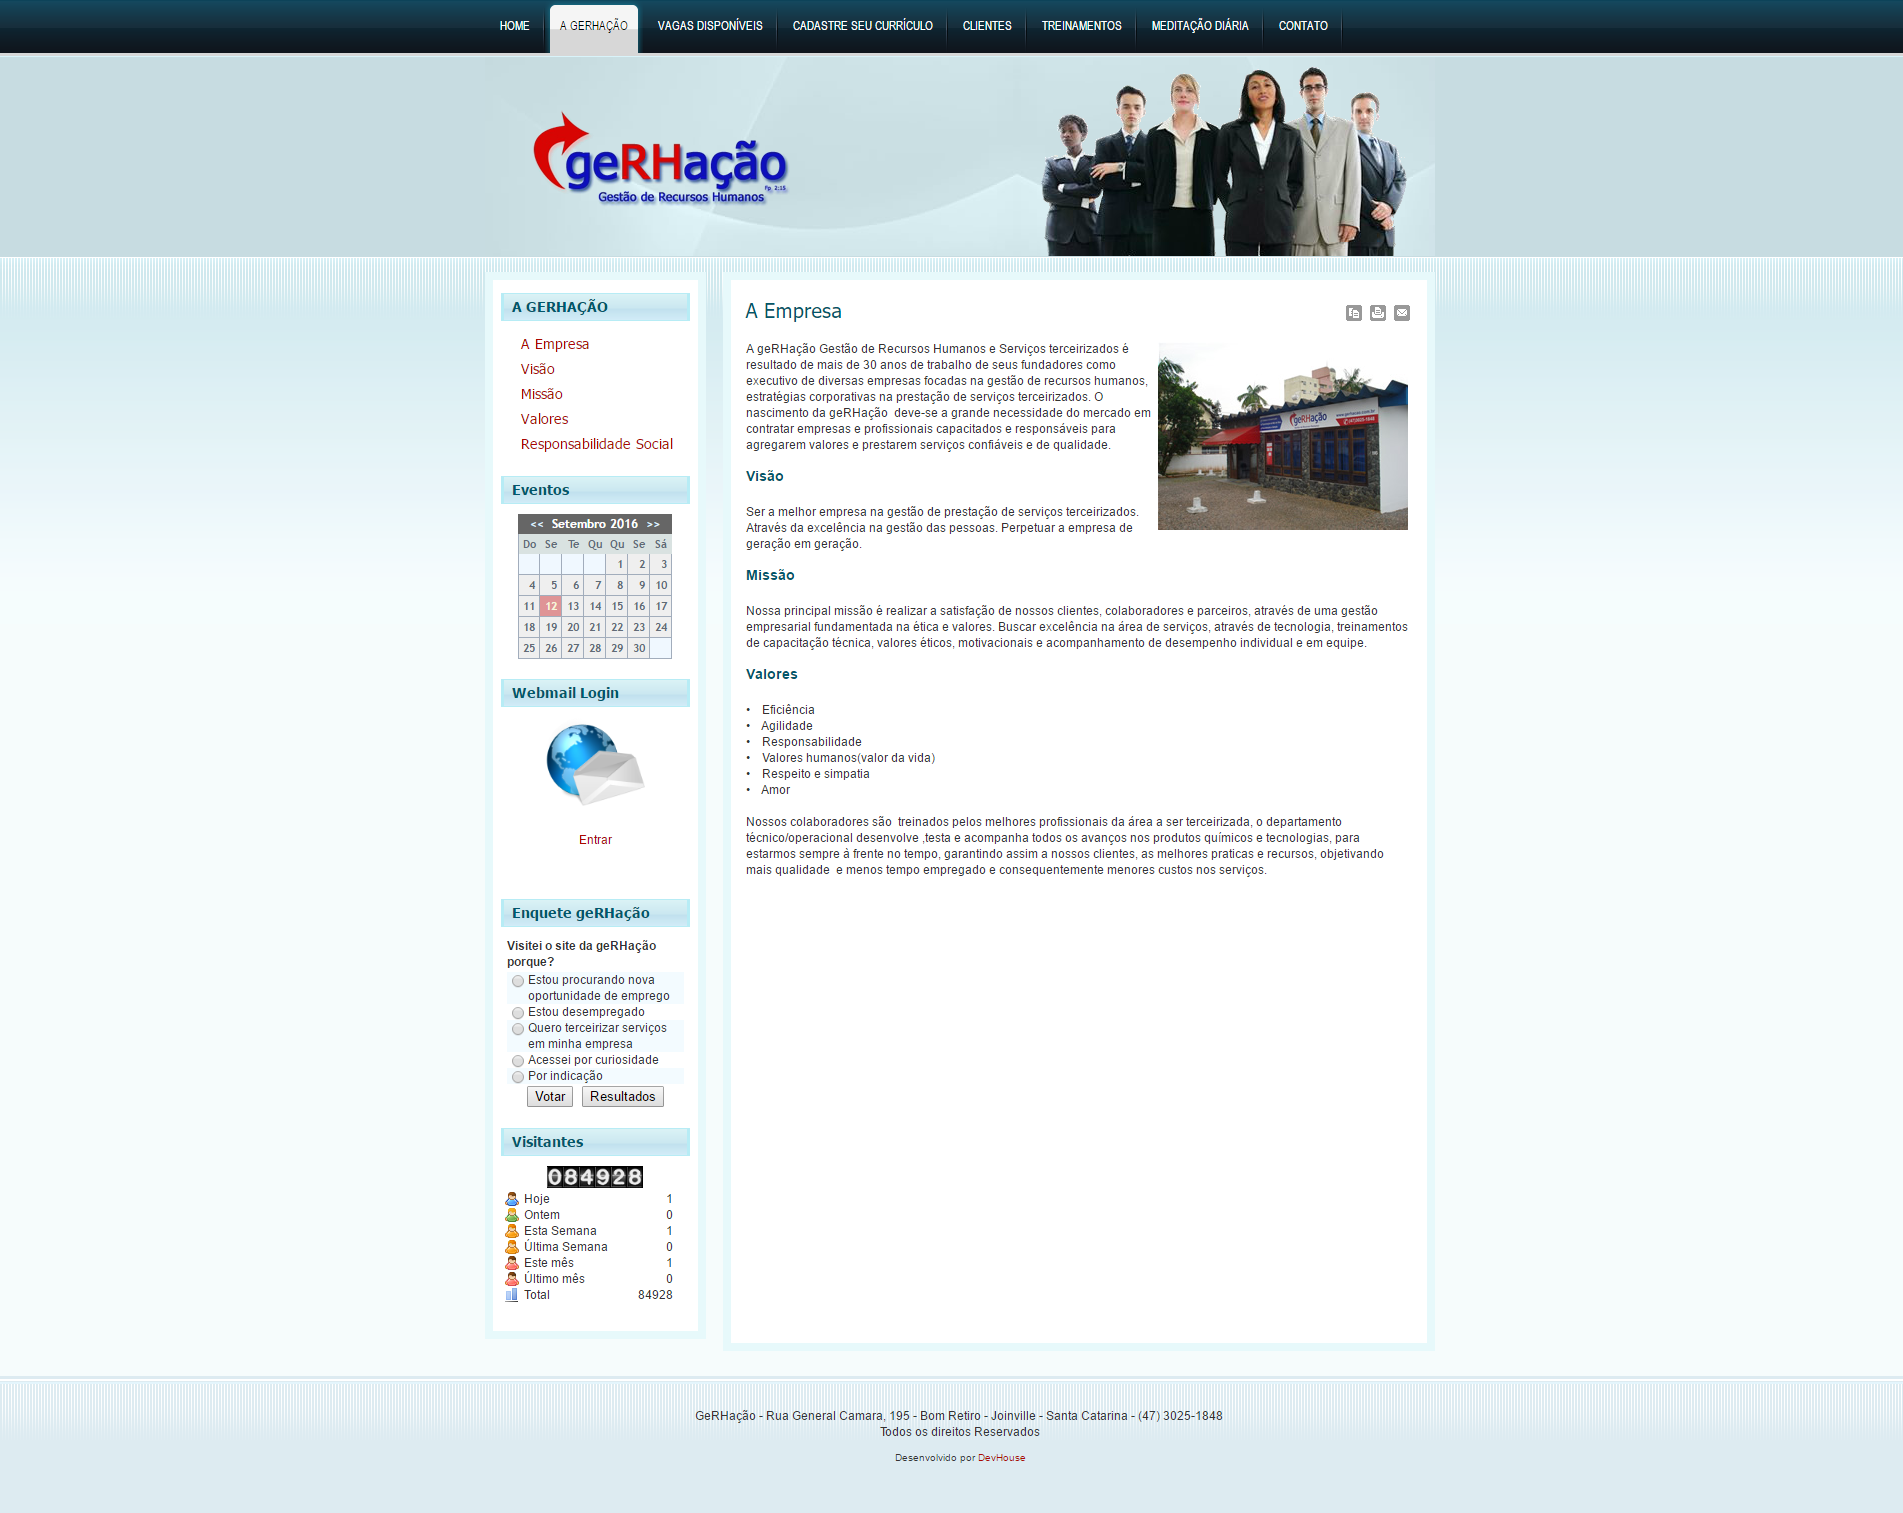 HOME
A GERHAÇÃO
VAGAS DISPONÍVEIS
CADASTRE SEU CURRÍCULO
CLIENTES
TREINAMENTOS
MEDITAÇÃO DIÁRIA
CONTATO
geRHação
Fp. 2:15
Gestão de Recursos Humanos
A GERHAÇÃO
A Empresa
Visão
Missão
Valores
Responsabilidade Social
Eventos
<< Setembro 2016 >>
Do Se Te Qu Qu Se Sá
1 2 3
4 5 6 7 8 9 10
11 12 13 14 15 16 17
18 19 20 21 22 23 24
25 26 27 28 29 30
Webmail Login
Entrar
Enquete geRHação
Visitei o site da geRHação
porque?
Estou procurando nova
oportunidade de emprego
Estou desempregado
Quero terceirizar serviços
em minha empresa
Acessei por curiosidade
Por indicação
Votar Resultados
Visitantes
084928
Hoje 1
Ontem 0
Esta Semana 1
Última Semana 0
Este mês 1
Último mês 0
Total 84928
A Empresa
A geRHação Gestão de Recursos Humanos e Serviços terceirizados é
resultado de mais de 30 anos de trabalho de seus fundadores como
executivo de diversas empresas focadas na gestão de recursos humanos,
estratégias corporativas na prestação de serviços terceirizados. O
nascimento da geRHação deve-se a grande necessidade do mercado em
contratar empresas e profissionais capacitados e responsáveis para
agregarem valores e prestarem serviços confiáveis e de qualidade.
geRHação
Visão
Ser a melhor empresa na gestão de prestação de serviços terceirizados.
Através da excelência na gestão das pessoas. Perpetuar a empresa de
geração em geração.
Missão
Nossa principal missão é realizar a satisfação de nossos clientes, colaboradores e parceiros, através de uma gestão
empresarial fundamentada na ética e valores. Buscar excelência na área de serviços, através de tecnologia, treinamentos
de capacitação técnica, valores éticos, motivacionais e acompanhamento de desempenho individual e em equipe.
Valores
• Eficiência
• Agilidade
• Responsabilidade
• Valores humanos(valor da vida)
• Respeito e simpatia
• Amor
Nossos colaboradores são treinados pelos melhores profissionais da área a ser terceirizada, o departamento
técnico/operacional desenvolve ,testa e acompanha todos os avanços nos produtos químicos e tecnologias, para
estarmos sempre à frente no tempo, garantindo assim a nossos clientes, as melhores praticas e recursos, objetivando
mais qualidade e menos tempo empregado e consequentemente menores custos nos serviços.
GeRHação - Rua General Camara, 195 - Bom Retiro - Joinville - Santa Catarina - (47) 3025-1848
Todos os direitos Reservados
Desenvolvido por DevHouse